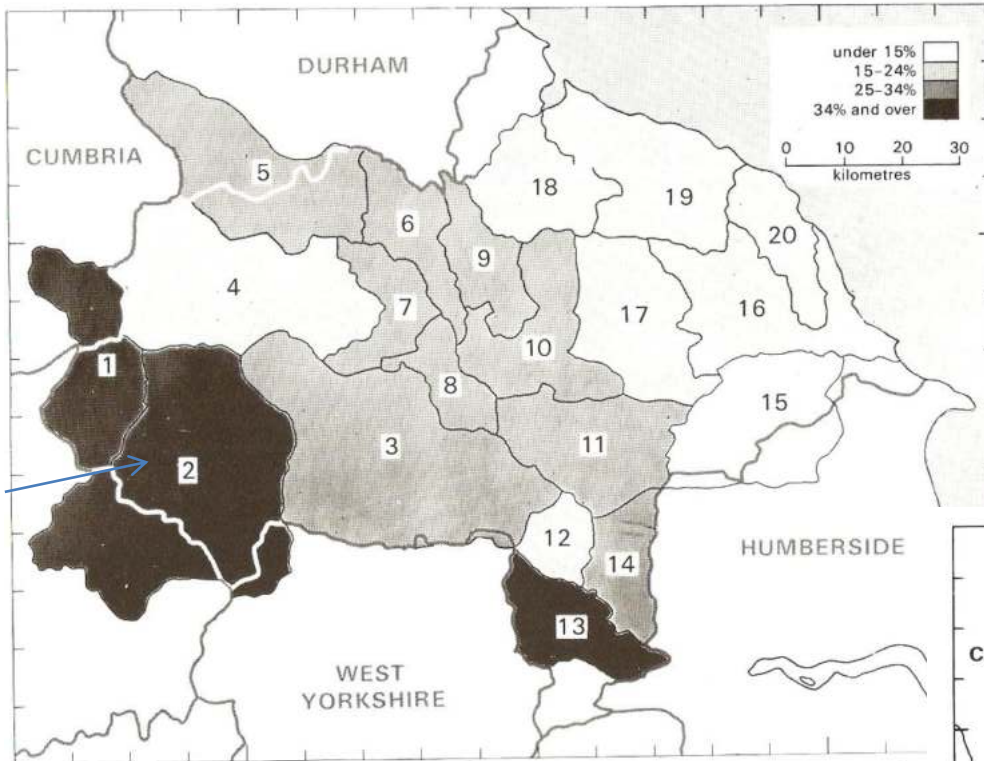 DURHAM
under 15%
15–24%
25–34%
34% and over
0 10 20 30
kilometres
CUMBRIA
5
18
6
19
20
9
4
7
17
16
10
1
8
15
3
11
2
12
HUMBERSIDE
14
13
C
WEST
YORKSHIRE